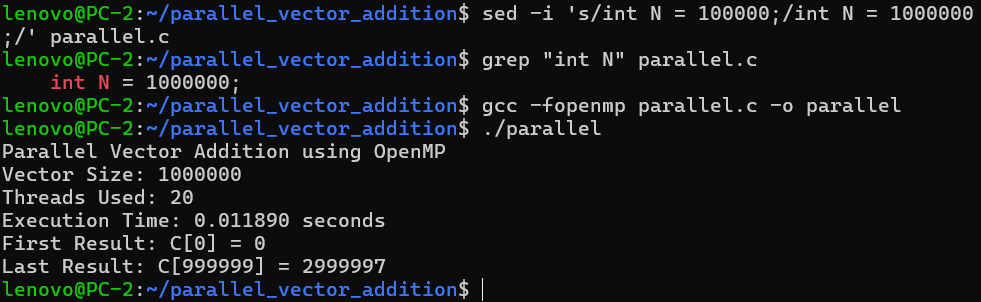 lenovo@PC-2:~/parallel_vector_addition$ sed -i 's/int N = 100000;/int N = 1000000
;/' parallel.c
lenovo@PC-2:~/parallel_vector_addition$ grep "int N" parallel.c
    int N = 1000000;
lenovo@PC-2:~/parallel_vector_addition$ gcc -fopenmp parallel.c -o parallel
lenovo@PC-2:~/parallel_vector_addition$ ./parallel
Parallel Vector Addition using OpenMP
Vector Size: 1000000
Threads Used: 20
Execution Time: 0.011890 seconds
First Result: C[0] = 0
Last Result: C[999999] = 2999997
lenovo@PC-2:~/parallel_vector_addition$